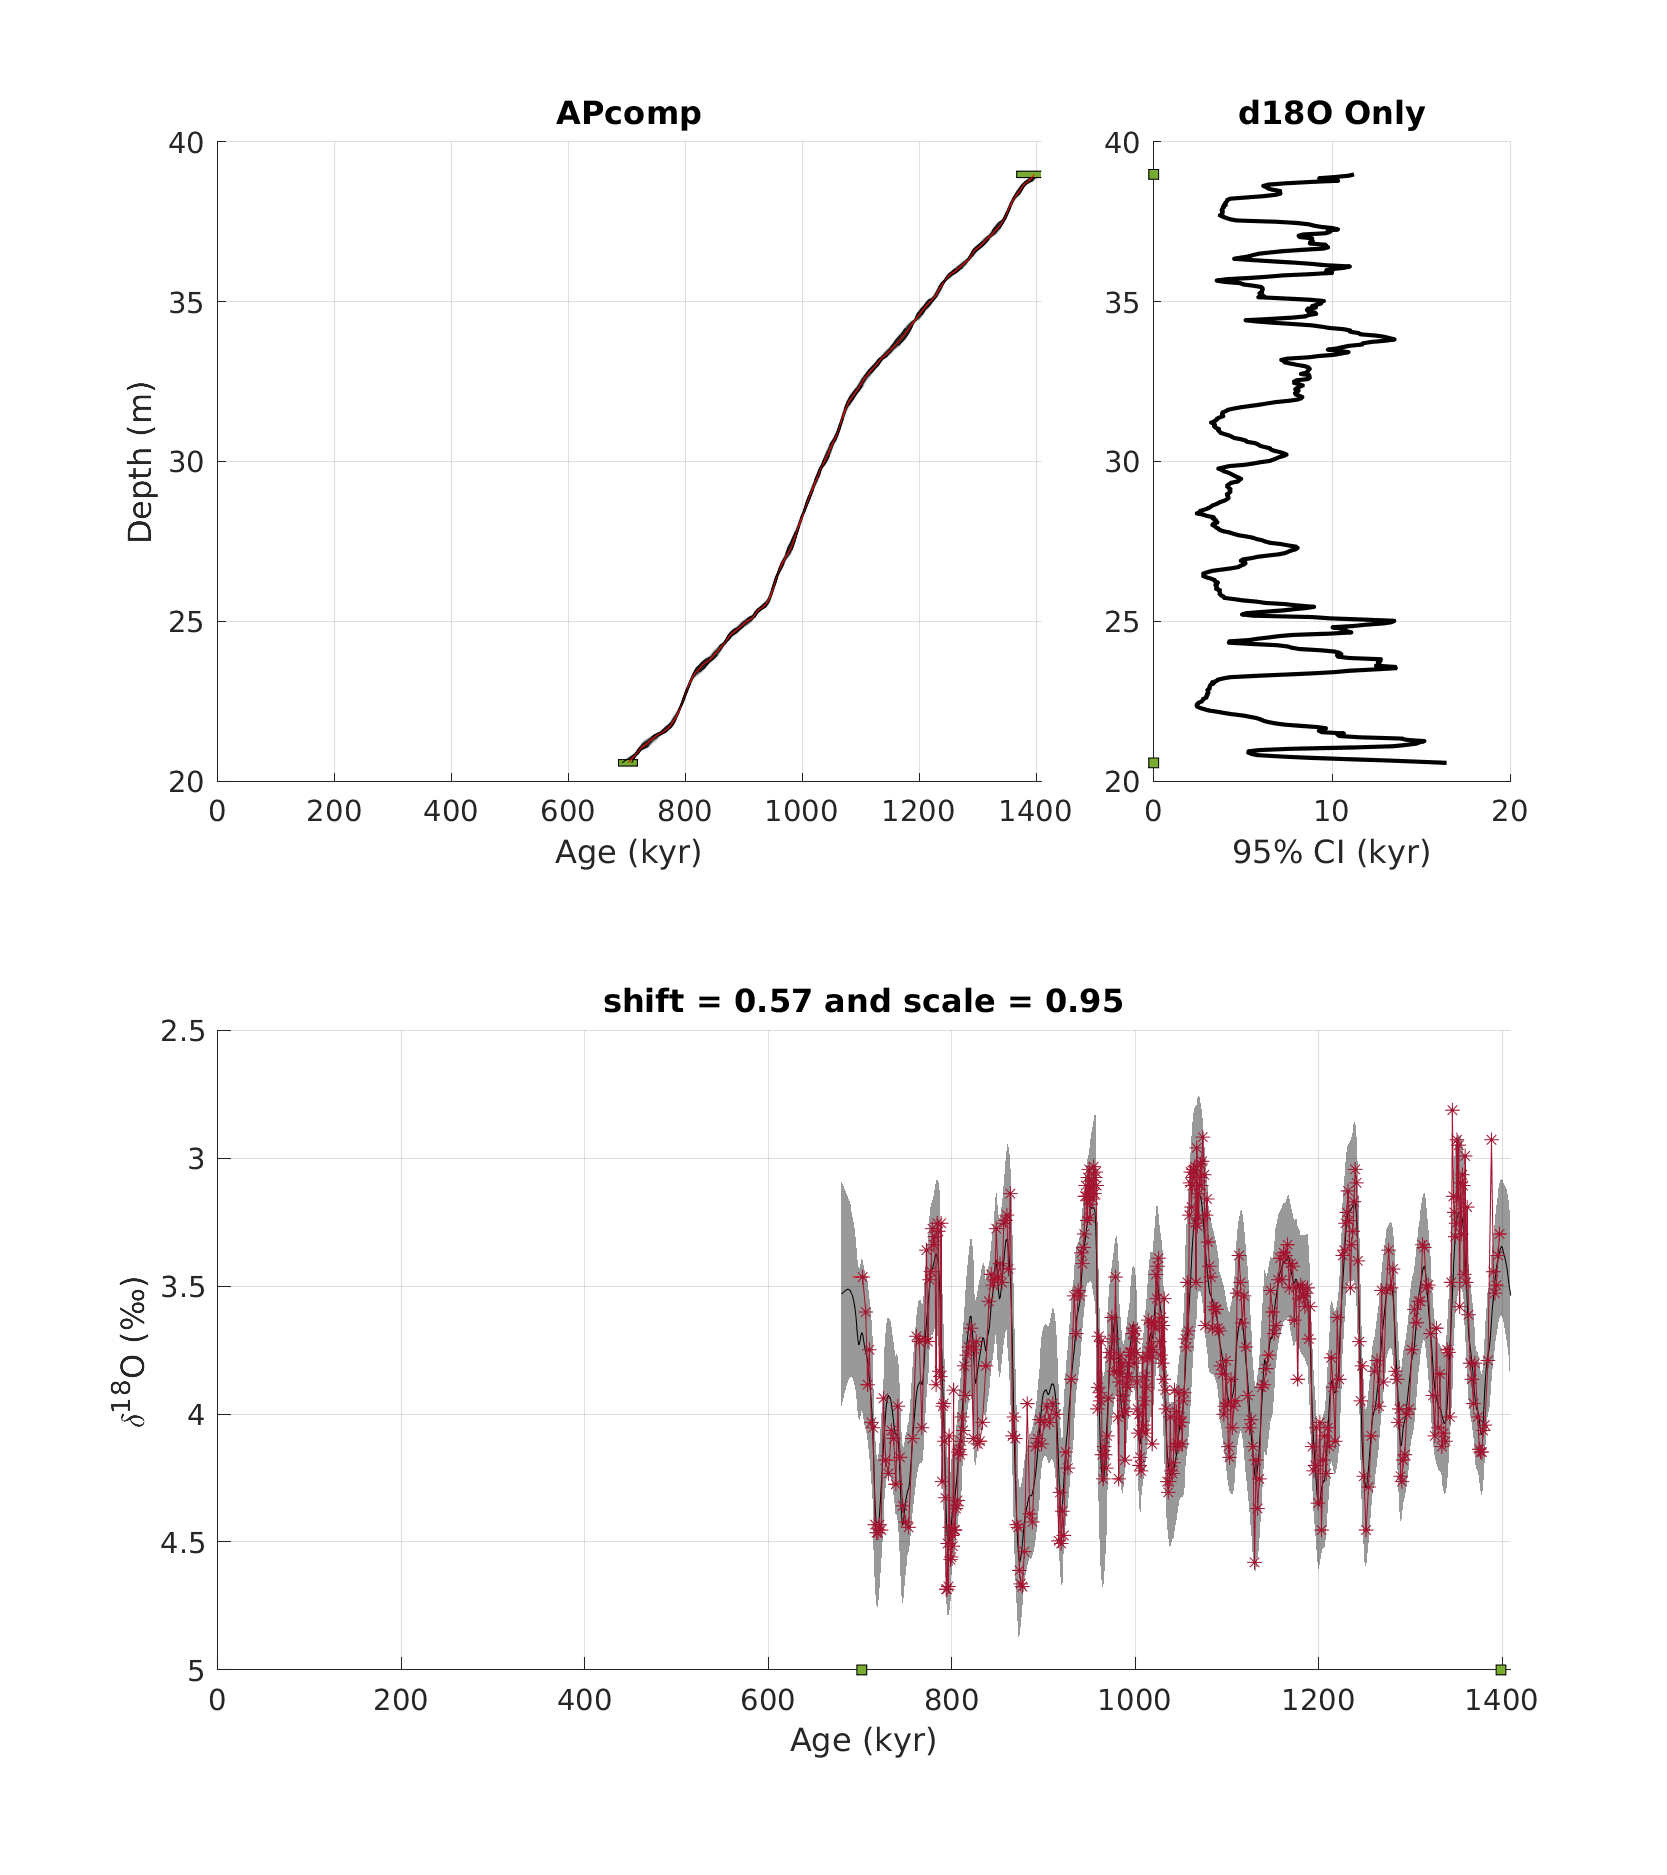 APcomp
d18O Only
40
35
30
25
20
Depth (m)
0 200 400 600 800 1000 1200 1400
Age (kyr)
40
35
30
25
20
0 10 20
95% CI (kyr)
shift = 0.57 and scale = 0.95
2.5
3
3.5
4
4.5
5
δ18O (‰)
0 200 400 600 800 1000 1200 1400
Age (kyr)